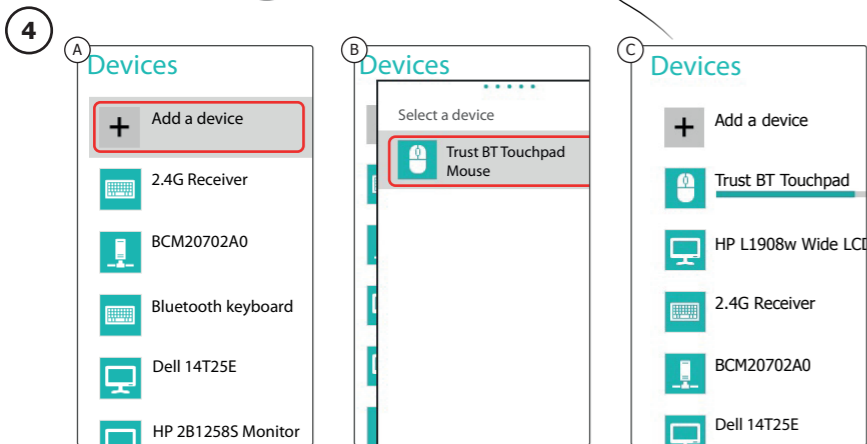 4
A
Devices
Add a device
2.4G Receiver
BCM20702A0
Bluetooth keyboard
Dell 14T25E
HP 2B1258S Monitor
B
Devices
Select a device
Trust BT Touchpad
Mouse
C
Devices
Add a device
Trust BT Touchpad
HP L1908w Wide LCD
2.4G Receiver
BCM20702A0
Dell 14T25E